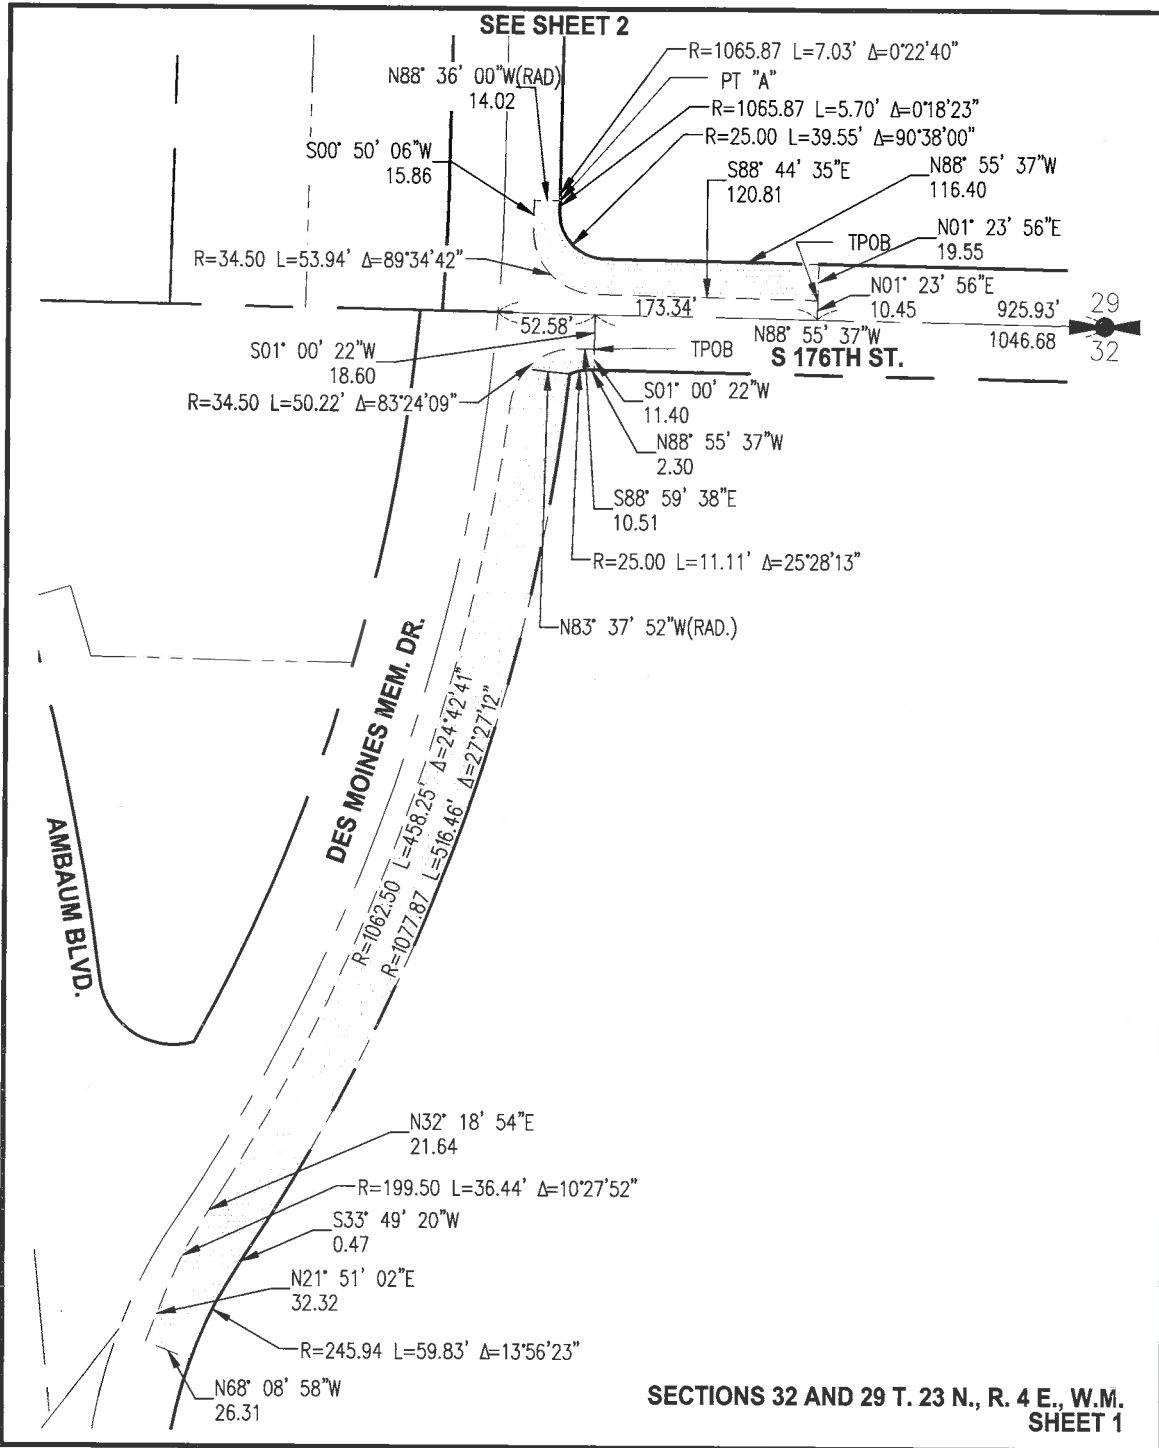 SEE SHEET 2
R=1065.87 L=7.03' Δ=0°22'40"
N88° 36' 00"W(RAD)
14.02
PT "A"
R=1065.87 L=5.70' Δ=0°18'23"
R=25.00 L=39.55' Δ=90°38'00"
S00° 50' 06"W
15.86
S88° 44' 35"E
120.81
N88° 55' 37"W
116.40
TPOB
N01° 23' 56"E
19.55
R=34.50 L=53.94' Δ=89°34'42"
N01° 23' 56"E
10.45
173.34'
925.93'
29
52.58'
N88° 55' 37"W
1046.68
32
S01° 00' 22"W
18.60
TPOB
S 176TH ST.
R=34.50 L=50.22' Δ=83°24'09"
S01° 00' 22"W
11.40
N88° 55' 37"W
2.30
S88° 59' 38"E
10.51
R=25.00 L=11.11' Δ=25°28'13"
N83° 37' 52"W(RAD.)
DES MOINES MEM. DR.
R=1062.50 L=458.25' Δ=24°42'41"
R=1077.87 L=516.46' Δ=27°27'12"
AMBAUM BLVD.
N32° 18' 54"E
21.64
R=199.50 L=36.44' Δ=10°27'52"
S33° 49' 20"W
0.47
N21° 51' 02"E
32.32
R=245.94 L=59.83' Δ=13°56'23"
N68° 08' 58"W
26.31
SECTIONS 32 AND 29 T. 23 N., R. 4 E., W.M.
SHEET 1